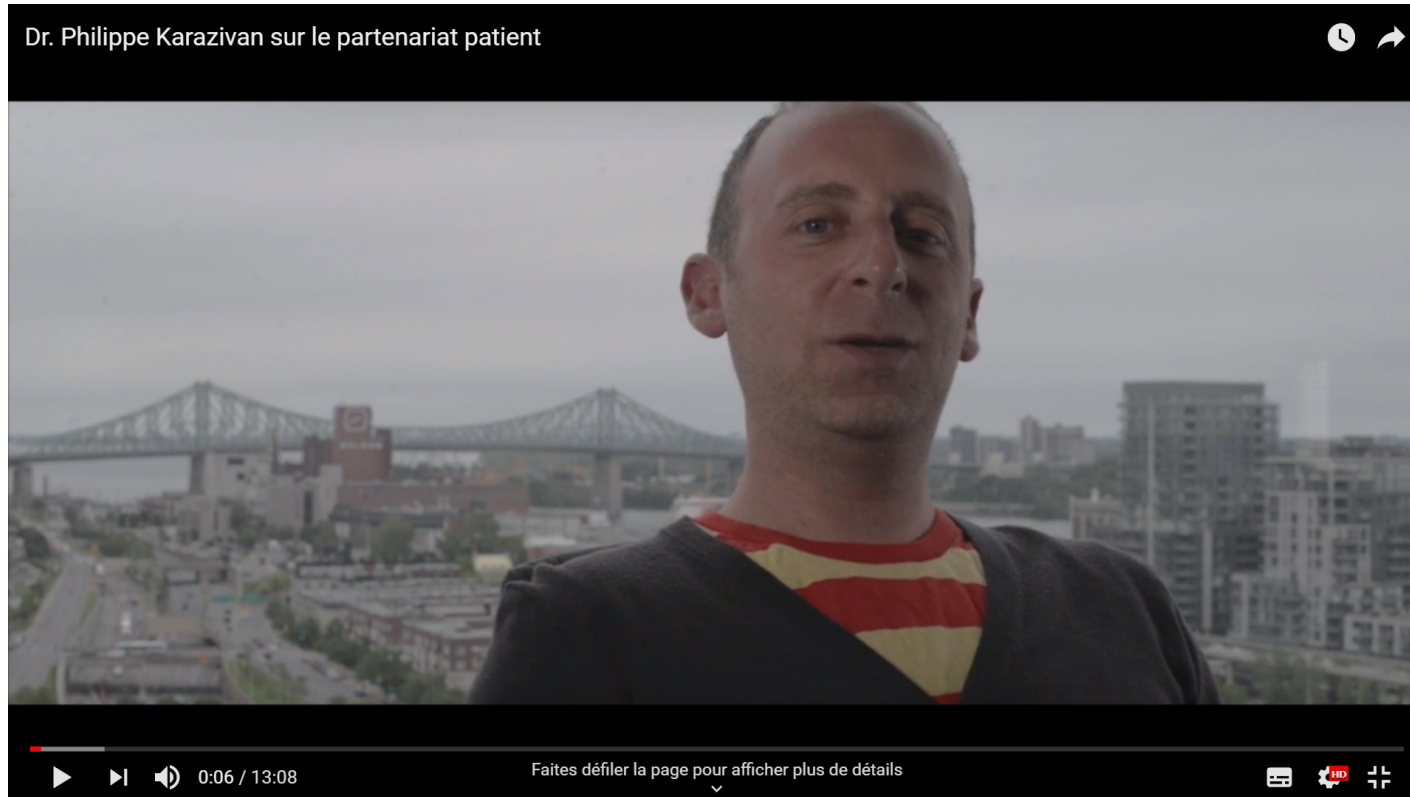 Dr. Philippe Karazivan sur le partenariat patient
0:06 / 13:08
Faites défiler la page pour afficher plus de détails
HD